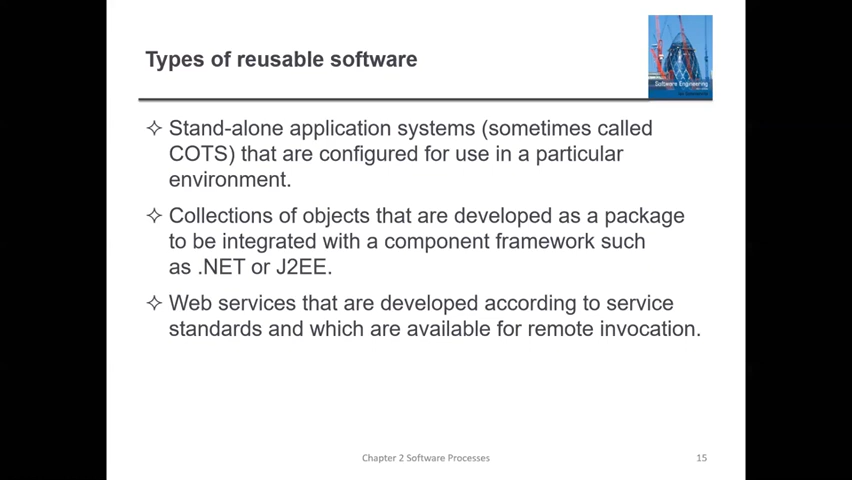 Types of reusable software
Software Engineering
✧ Stand-alone application systems (sometimes called
COTS) that are configured for use in a particular
environment.
✧ Collections of objects that are developed as a package
to be integrated with a component framework such
as .NET or J2EE.
✧ Web services that are developed according to service
standards and which are available for remote invocation.
Chapter 2 Software Processes
15